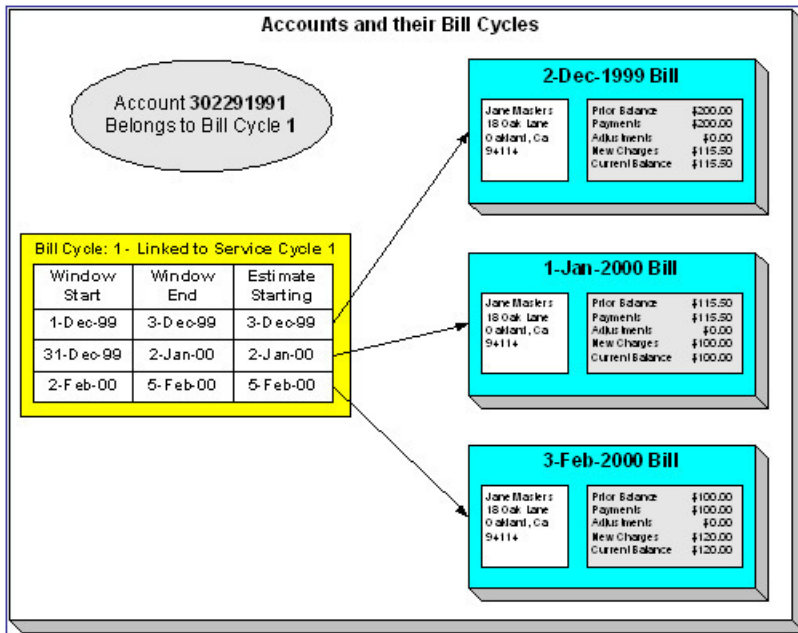 Accounts and their Bill Cycles
Account 302291991
Belongs to Bill Cycle 1
Bill Cycle: 1 - Linked to Service Cycle 1
Window Start Window End Estimate Starting
1-Dec-99 3-Dec-99 3-Dec-99
31-Dec-99 2-Jan-00 2-Jan-00
2-Feb-00 5-Feb-00 5-Feb-00
2-Dec-1999 Bill
Jane Masters
18 Oak Lane
Oakland, Ca
94114
Prior Balance $200.00
Payments $200.00
Adjustments $0.00
New Charges $115.50
Current Balance $115.50
1-Jan-2000 Bill
Jane Masters
18 Oak Lane
Oakland, Ca
94114
Prior Balance $115.50
Payments $115.50
Adjustments $0.00
New Charges $100.00
Current Balance $100.00
3-Feb-2000 Bill
Jane Masters
18 Oak Lane
Oakland, Ca
94114
Prior Balance $100.00
Payments $100.00
Adjustments $0.00
New Charges $120.00
Current Balance $120.00